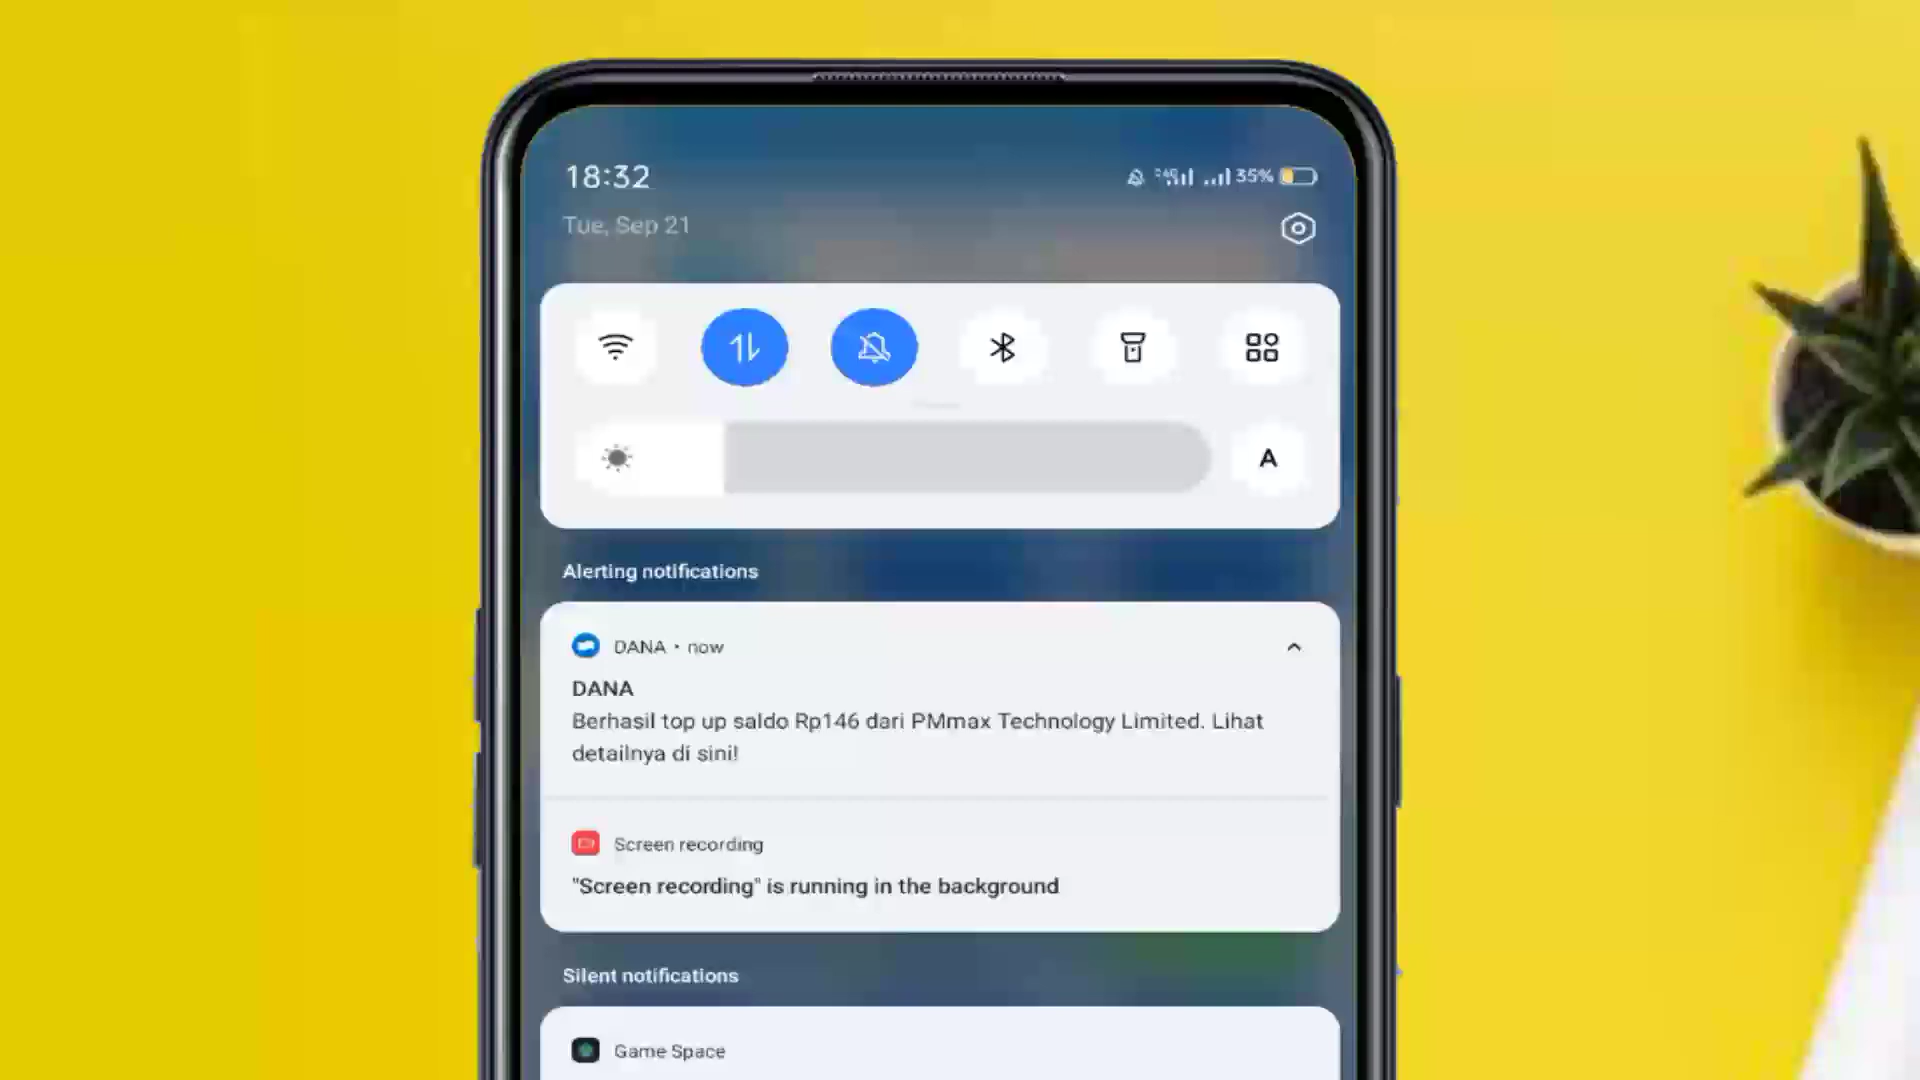 18:32
35%
Tue, Sep 21
A
Alerting notifications
DANA • now
DANA
Berhasil top up saldo Rp146 dari PMmax Technology Limited. Lihat
detailnya di sini!
Screen recording
"Screen recording" is running in the background
Silent notifications
Game Space